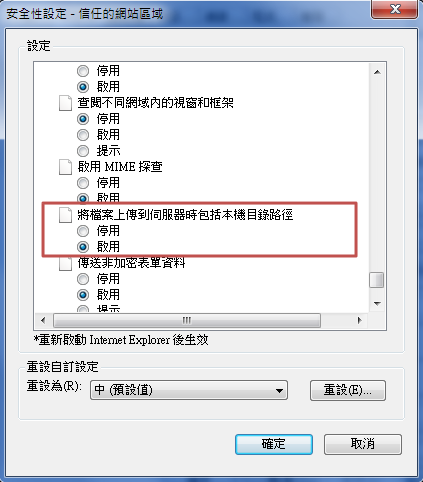 安全性設定 - 信任的網站區域
設定
停用
啟用
查閱不同網域內的視窗和框架
停用
啟用
提示
啟用 MIME 探查
停用
啟用
將檔案上傳到伺服器時包括本機目錄路徑
停用
啟用
傳送非加密表單資料
停用
啟用
提示
*重新啟動 Internet Explorer 後生效
重設自訂設定
重設為(R):
中 (預設值)
重設(E)...
確定
取消